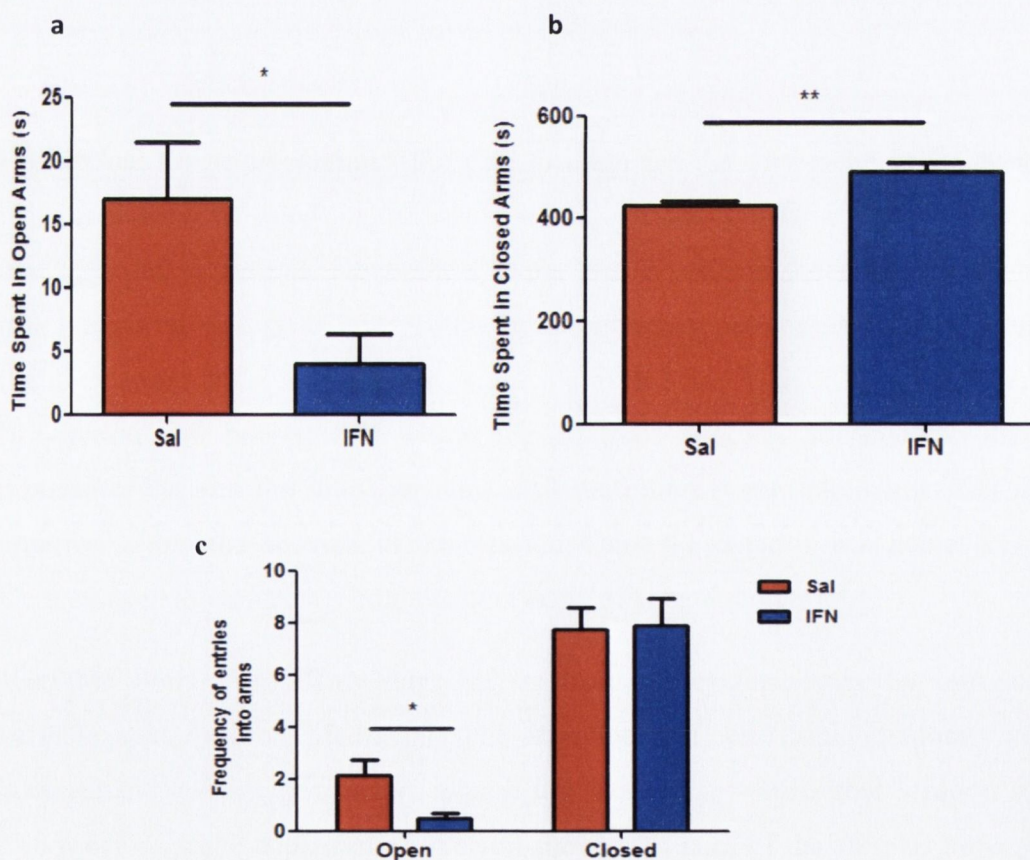 a
b
*
**
Time Spent In Open Arms (s)
25
20
15
10
5
0
Sal
IFN
Time Spent In Closed Arms (s)
600
400
200
0
Sal
IFN
c
Frequency of entries
Into arms
10
8
6
4
2
0
*
Open
Closed
Sal
IFN